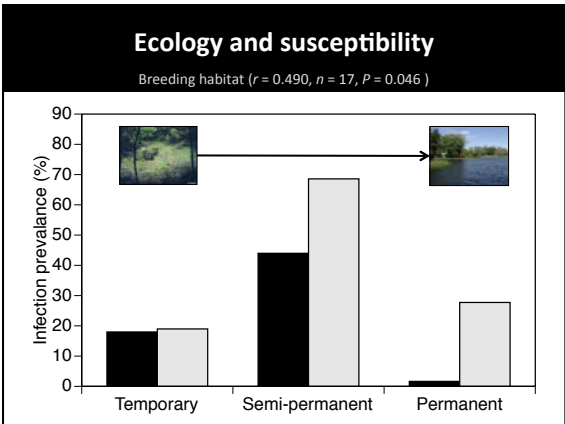 Ecology and susceptibility
Breeding habitat (r = 0.490, n = 17, P = 0.046 )
Infection prevalance (%)
90
80
70
60
50
40
30
20
10
0
Temporary Semi-permanent Permanent